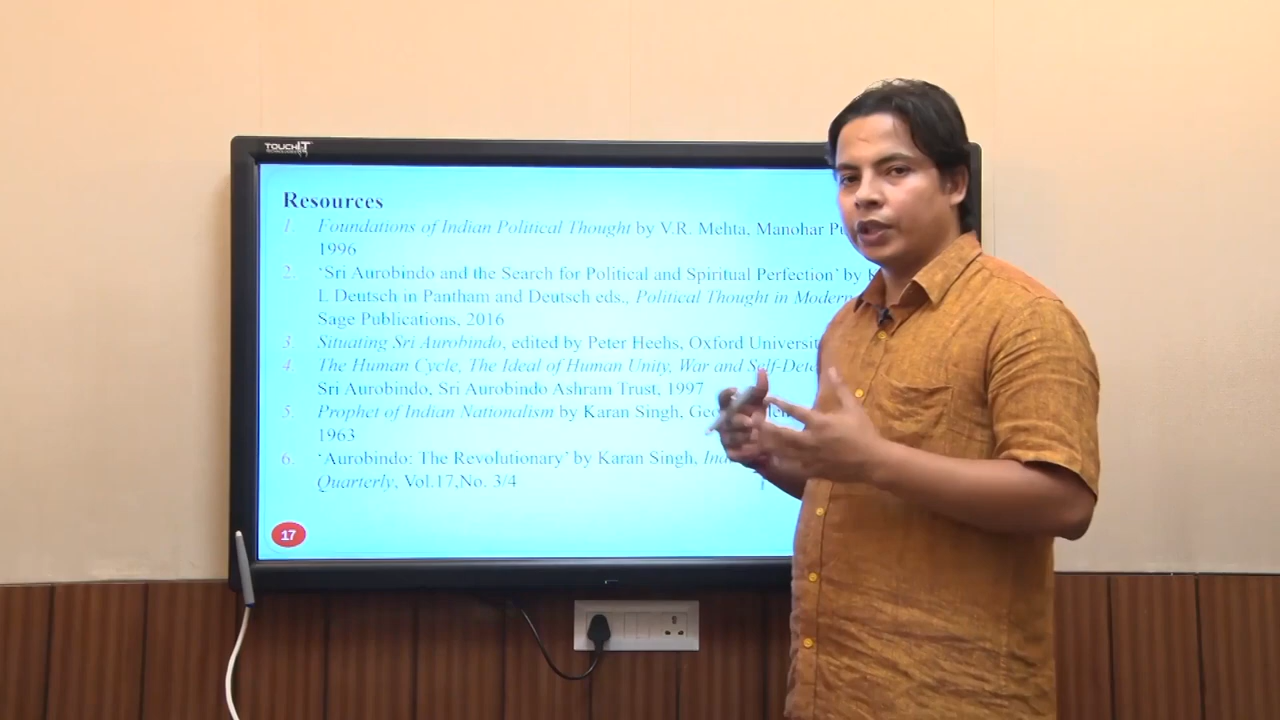 TOUCHIT
TECHNOLOGIES
Resources
1. Foundations of Indian Political Thought by V.R. Mehta, Manohar
1996
2. ‘Sri Aurobindo and the Search for Political and Spiritual Perfection’ by
L Deutsch in Pantham and Deutsch eds., Political Thought in Modern
Sage Publications, 2016
3. Situating Sri Aurobindo, edited by Peter Heehs, Oxford
4. The Human Cycle, The Ideal of Human Unity, War and
Sri Aurobindo, Sri Aurobindo Ashram Trust, 1997
5. Prophet of Indian Nationalism by Karan Singh,
1963
6. ‘Aurobindo: The Revolutionary’ by Karan Singh,
Quarterly, Vol.17,No. 3/4
17